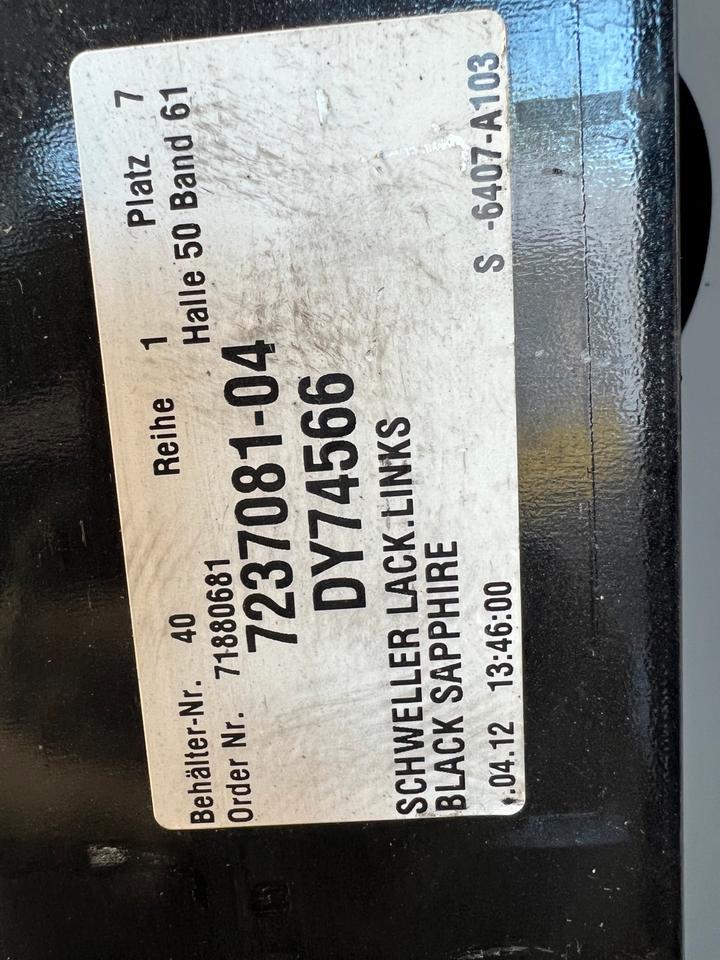 Behälter-Nr. 40 Reihe 1 Platz 7
Order Nr. 71880681 Halle 50 Band 61
7237081-04
DY74566
SCHWELLER LACK.LINKS
BLACK SAPPHIRE
.04.12 13:46:00 S -6407-A103